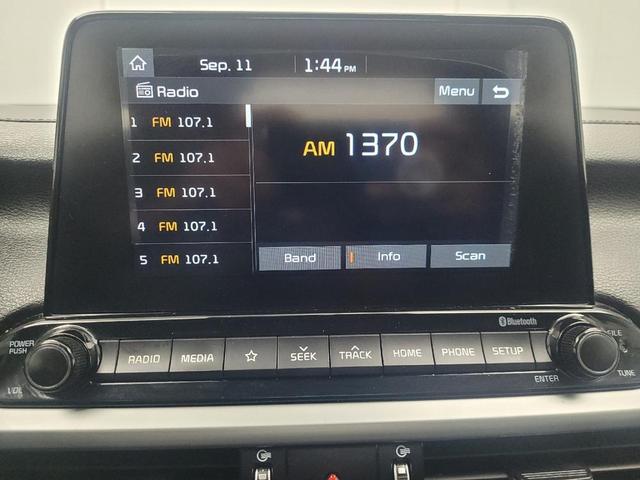 Sep. 11 1:44 PM
Radio Menu
1 FM 107.1
2 FM 107.1
3 FM 107.1
4 FM 107.1
5 FM 107.1
AM 1370
Band Info Scan
Bluetooth
POWER
PUSH
VOL
RADIO MEDIA SEEK TRACK HOME PHONE SETUP
FILE
TUNE
ENTER